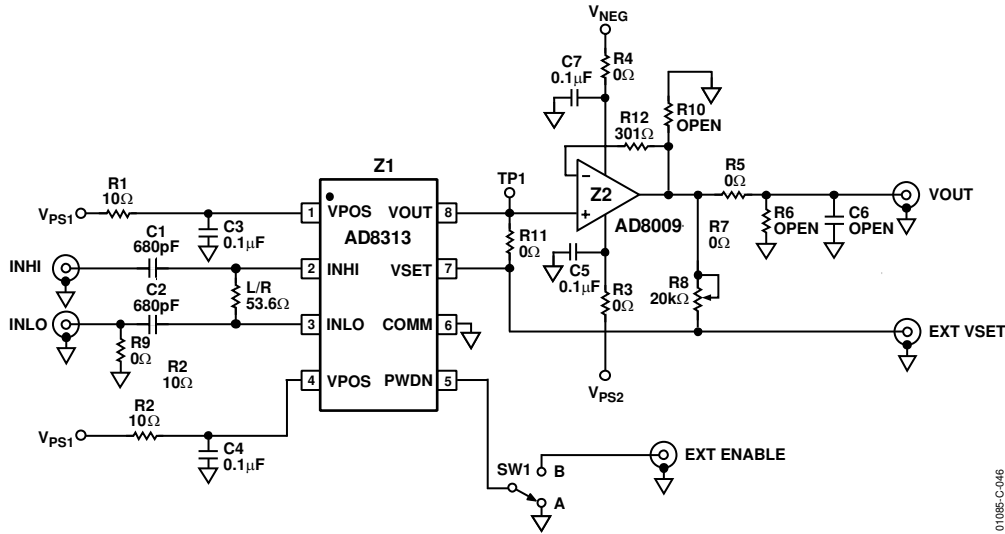 VNEG
C7
0.1µF
R4
0Ω
R10
OPEN
R12
301Ω
Z1
TP1
Z2
AD8009
R5
0Ω
VOUT
R1
10Ω
VPS1
C3
0.1µF
1 VPOS VOUT 8
AD8313
R11
0Ω
R7
0Ω
R6
OPEN
C6
OPEN
C1
680pF
INHI
2 INHI VSET 7
C5
0.1µF
R3
0Ω
R8
20kΩ
L/R
53.6Ω
C2
680pF
INLO
3 INLO COMM 6
EXT VSET
R9
0Ω
R2
10Ω
4 VPOS PWDN 5
VPS2
R2
10Ω
VPS1
C4
0.1µF
SW1
B
A
EXT ENABLE
01085-C-046